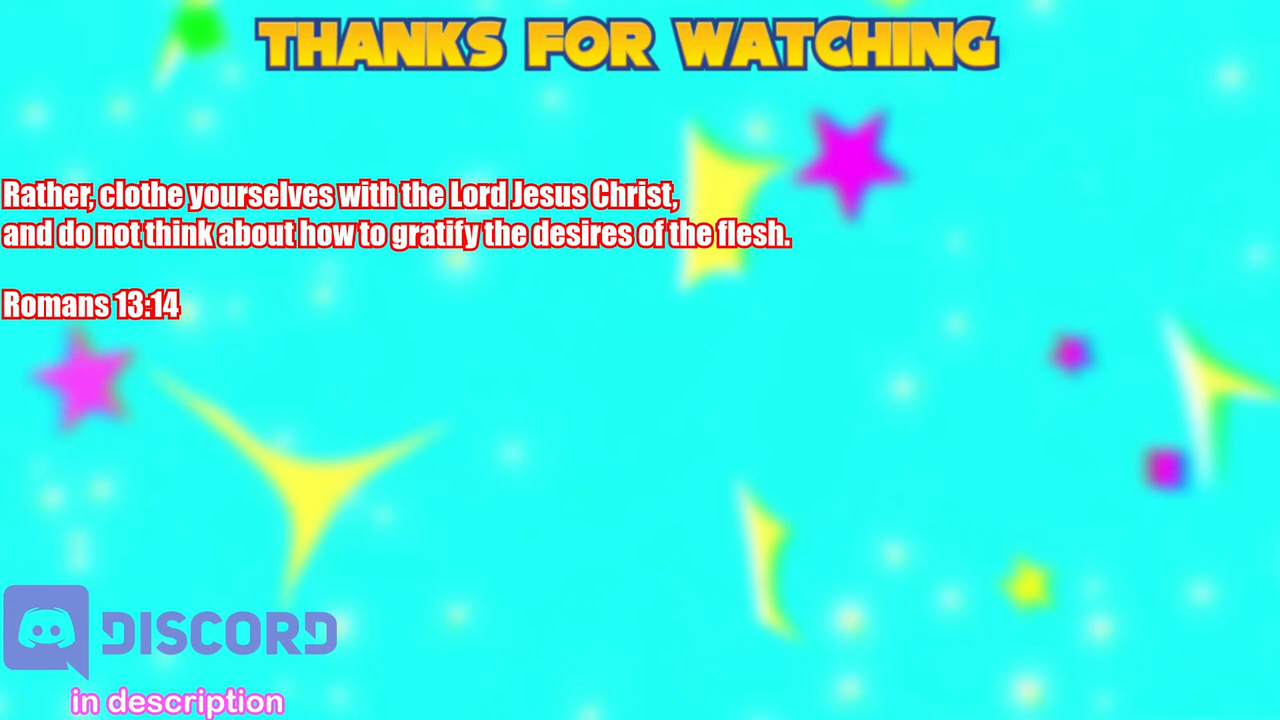 THANKS FOR WATCHING
Rather, clothe yourselves with the Lord Jesus Christ,
and do not think about how to gratify the desires of the flesh.
Romans 13:14
DISCORD
in description